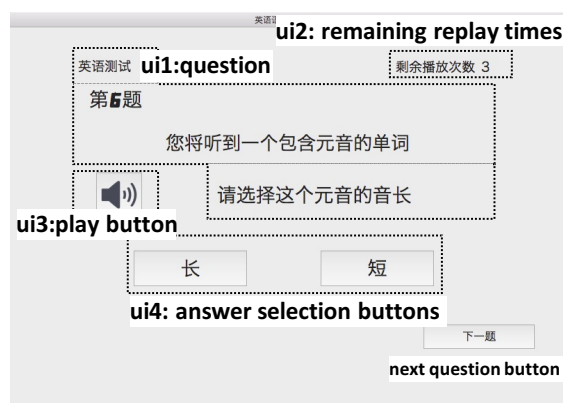 英语
ui2: remaining replay times
英语测试
ui1:question
剩余播放次数 3
第6题
您将听到一个包含元音的单词
请选择这个元音的音长
ui3:play button
长
短
ui4: answer selection buttons
下一题
next question button